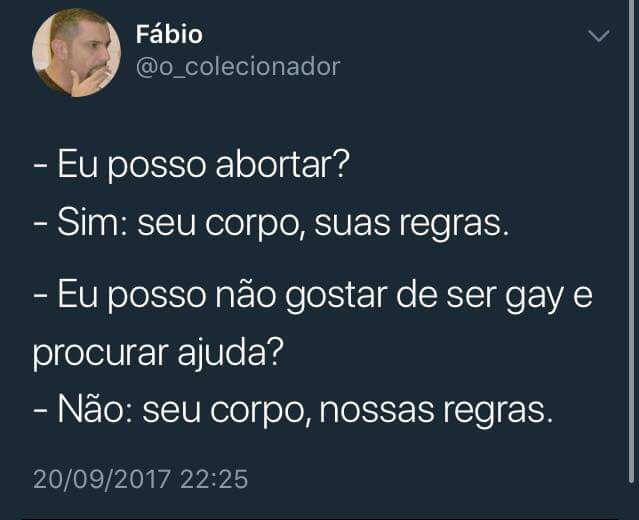 Fábio
@o_colecionador
- Eu posso abortar?
- Sim: seu corpo, suas regras.
- Eu posso não gostar de ser gay e
procurar ajuda?
- Não: seu corpo, nossas regras.
20/09/2017 22:25